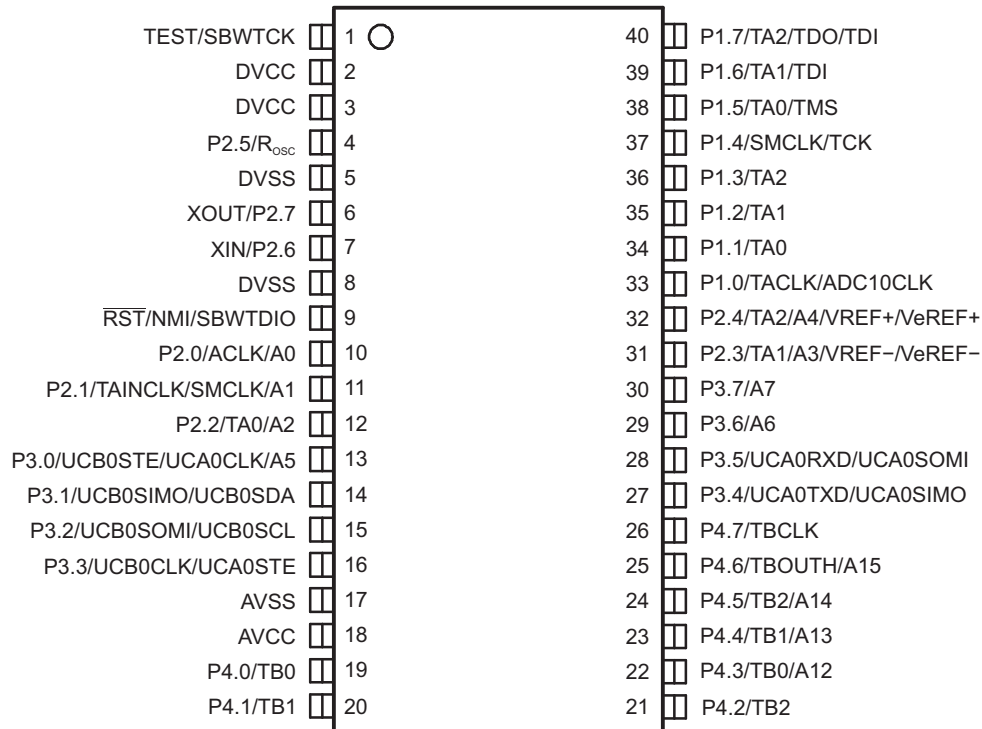 TEST/SBWTCK 1 40 P1.7/TA2/TDO/TDI
DVCC 2 39 P1.6/TA1/TDI
DVCC 3 38 P1.5/TA0/TMS
P2.5/ROSC 4 37 P1.4/SMCLK/TCK
DVSS 5 36 P1.3/TA2
XOUT/P2.7 6 35 P1.2/TA1
XIN/P2.6 7 34 P1.1/TA0
DVSS 8 33 P1.0/TACLK/ADC10CLK
RST/NMI/SBWTDIO 9 32 P2.4/TA2/A4/VREF+/VeREF+
P2.0/ACLK/A0 10 31 P2.3/TA1/A3/VREF−/VeREF−
P2.1/TAINCLK/SMCLK/A1 11 30 P3.7/A7
P2.2/TA0/A2 12 29 P3.6/A6
P3.0/UCB0STE/UCA0CLK/A5 13 28 P3.5/UCA0RXD/UCA0SOMI
P3.1/UCB0SIMO/UCB0SDA 14 27 P3.4/UCA0TXD/UCA0SIMO
P3.2/UCB0SOMI/UCB0SCL 15 26 P4.7/TBCLK
P3.3/UCB0CLK/UCA0STE 16 25 P4.6/TBOUTH/A15
AVSS 17 24 P4.5/TB2/A14
AVCC 18 23 P4.4/TB1/A13
P4.0/TB0 19 22 P4.3/TB0/A12
P4.1/TB1 20 21 P4.2/TB2